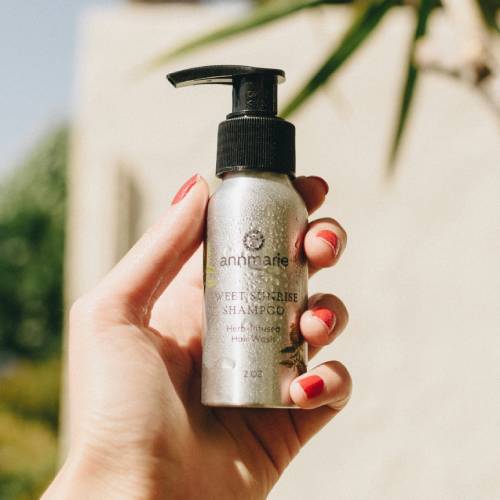 annmarie
SWEET SUNRISE
SHAMPOO
Herb-Infused
Hair Wash
2 OZ